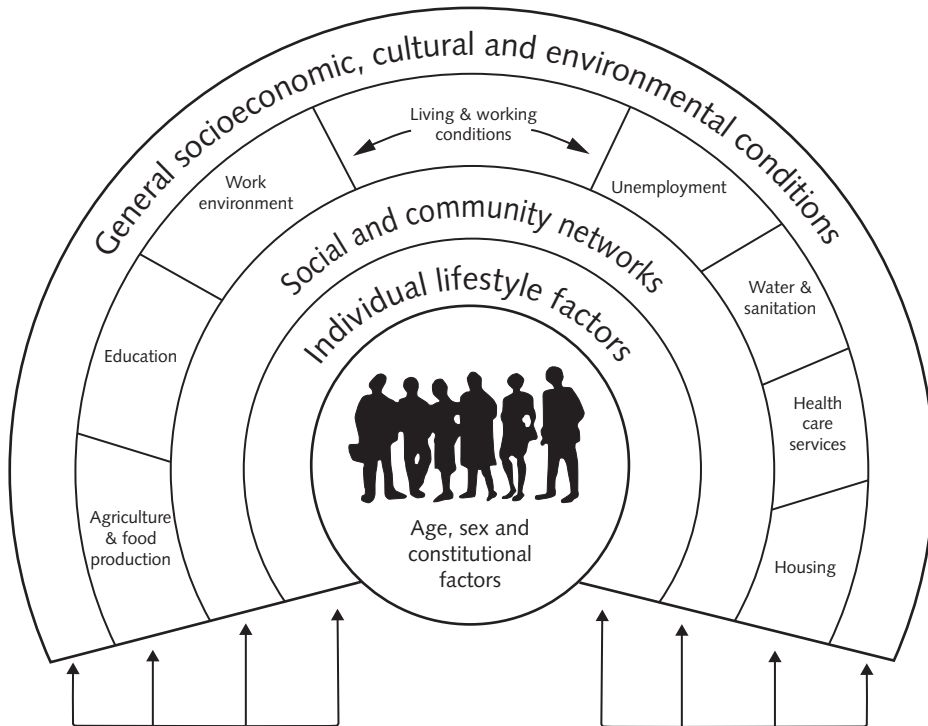 General socioeconomic, cultural and environmental conditions
Living & working
conditions
Work
environment
Unemployment
Social and community networks
Water &
sanitation
Individual lifestyle factors
Education
Health
care
services
Agriculture
& food
production
Age, sex and
constitutional
factors
Housing